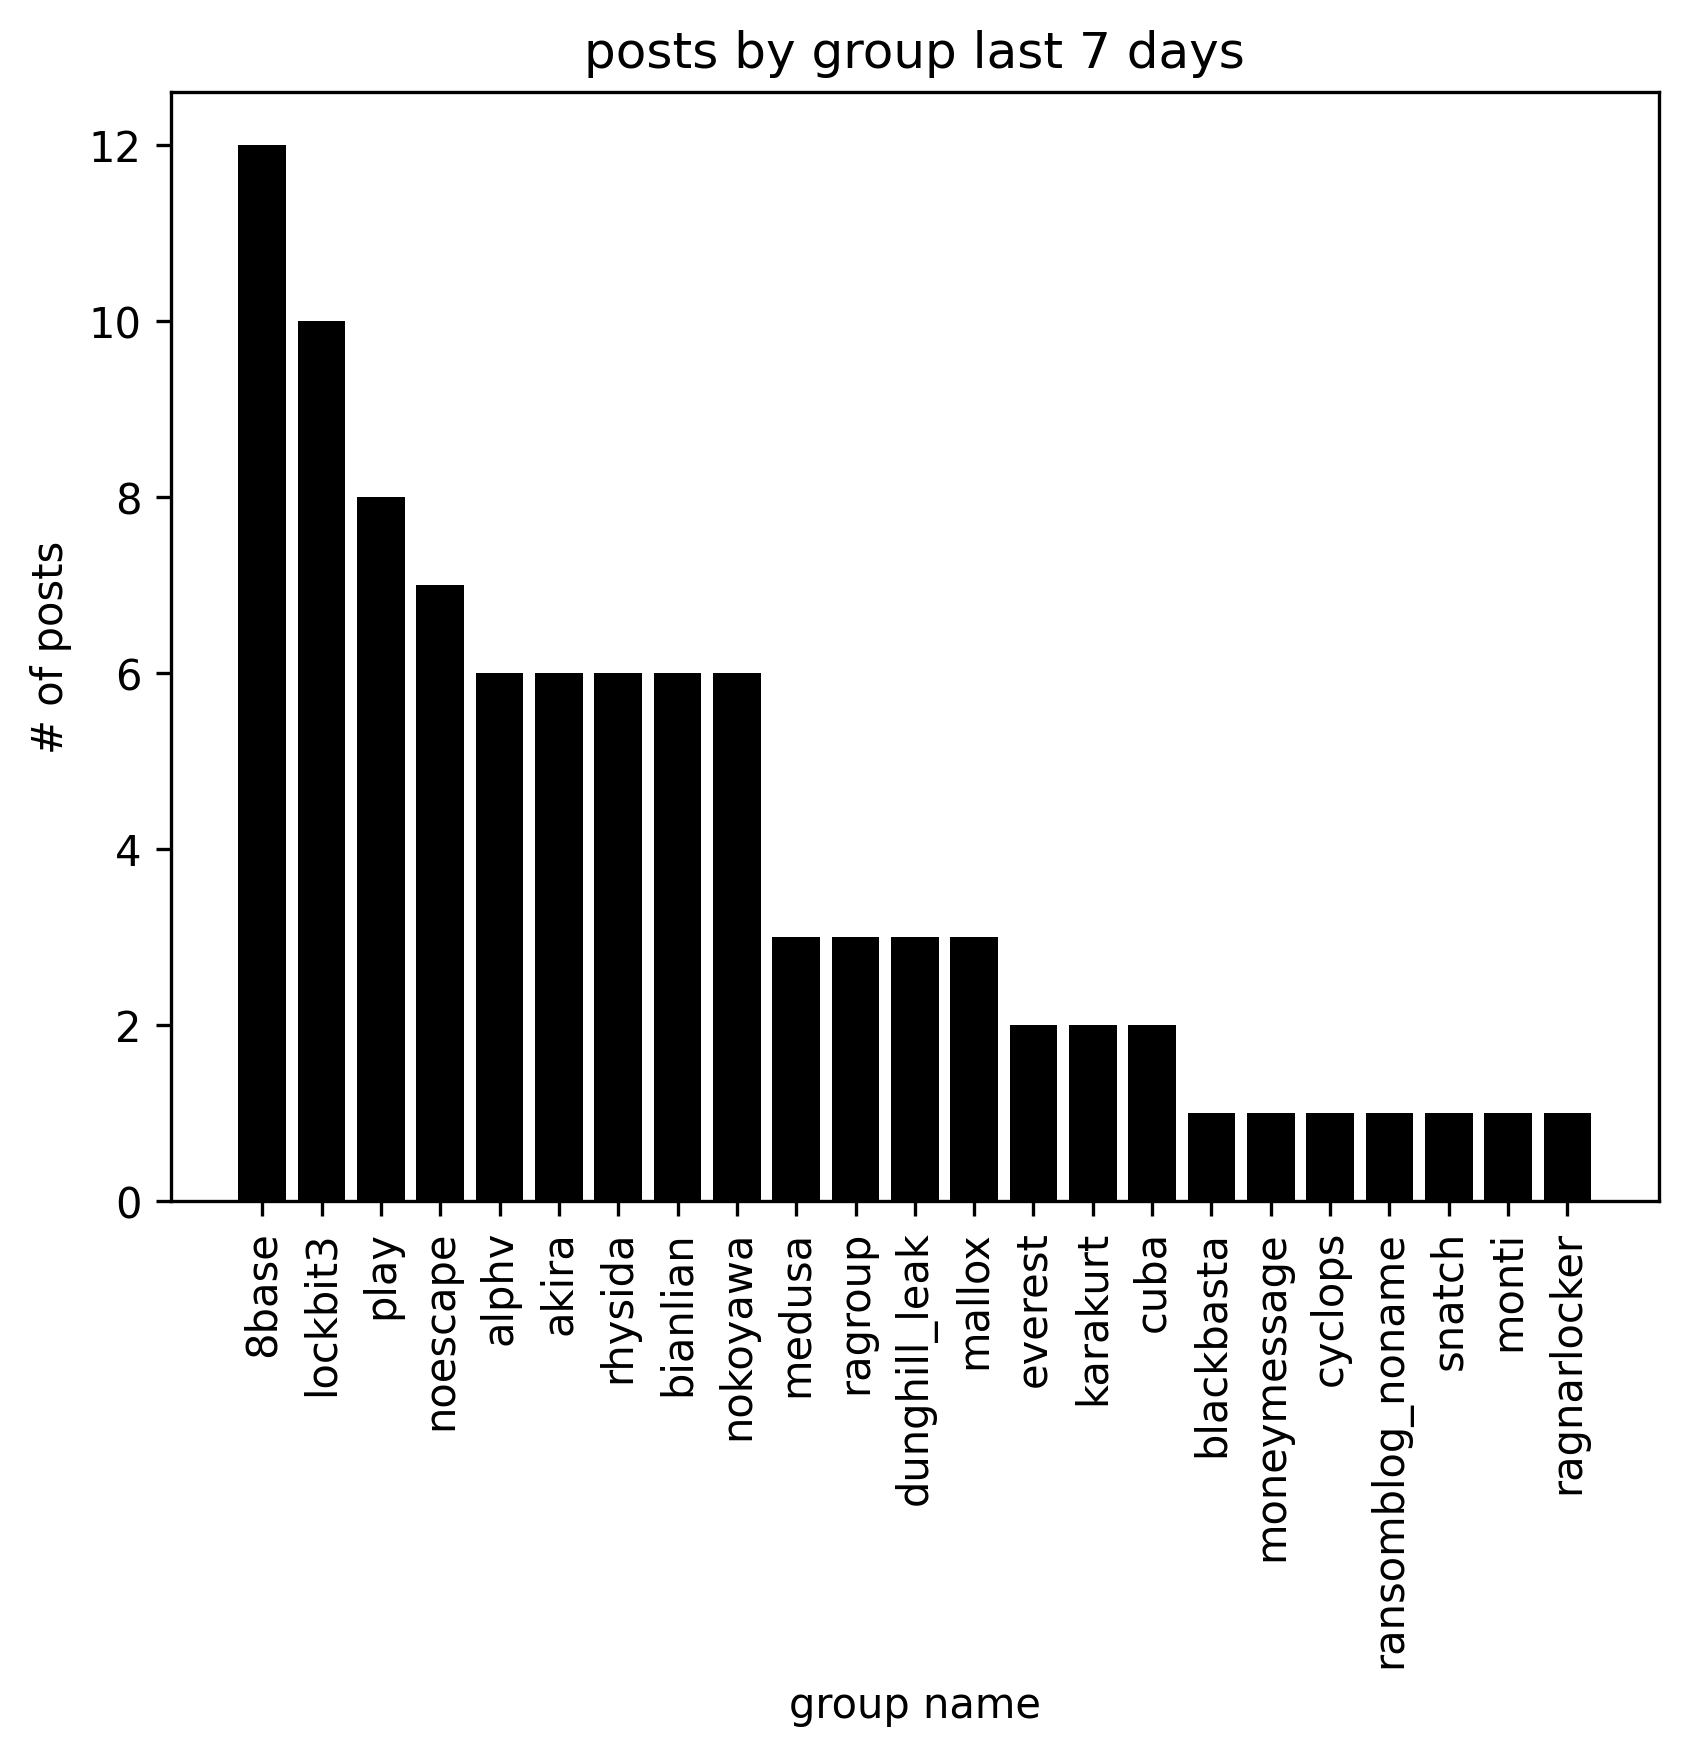 posts by group last 7 days
12
10
8
6
4
2
0
# of posts
8base
lockbit3
play
noescape
alphv
akira
rhysida
bianlian
nokoyawa
medusa
ragroup
dunghill_leak
mallox
everest
karakurt
cuba
blackbasta
moneymessage
cyclops
ransomblog_noname
snatch
monti
ragnarlocker
group name